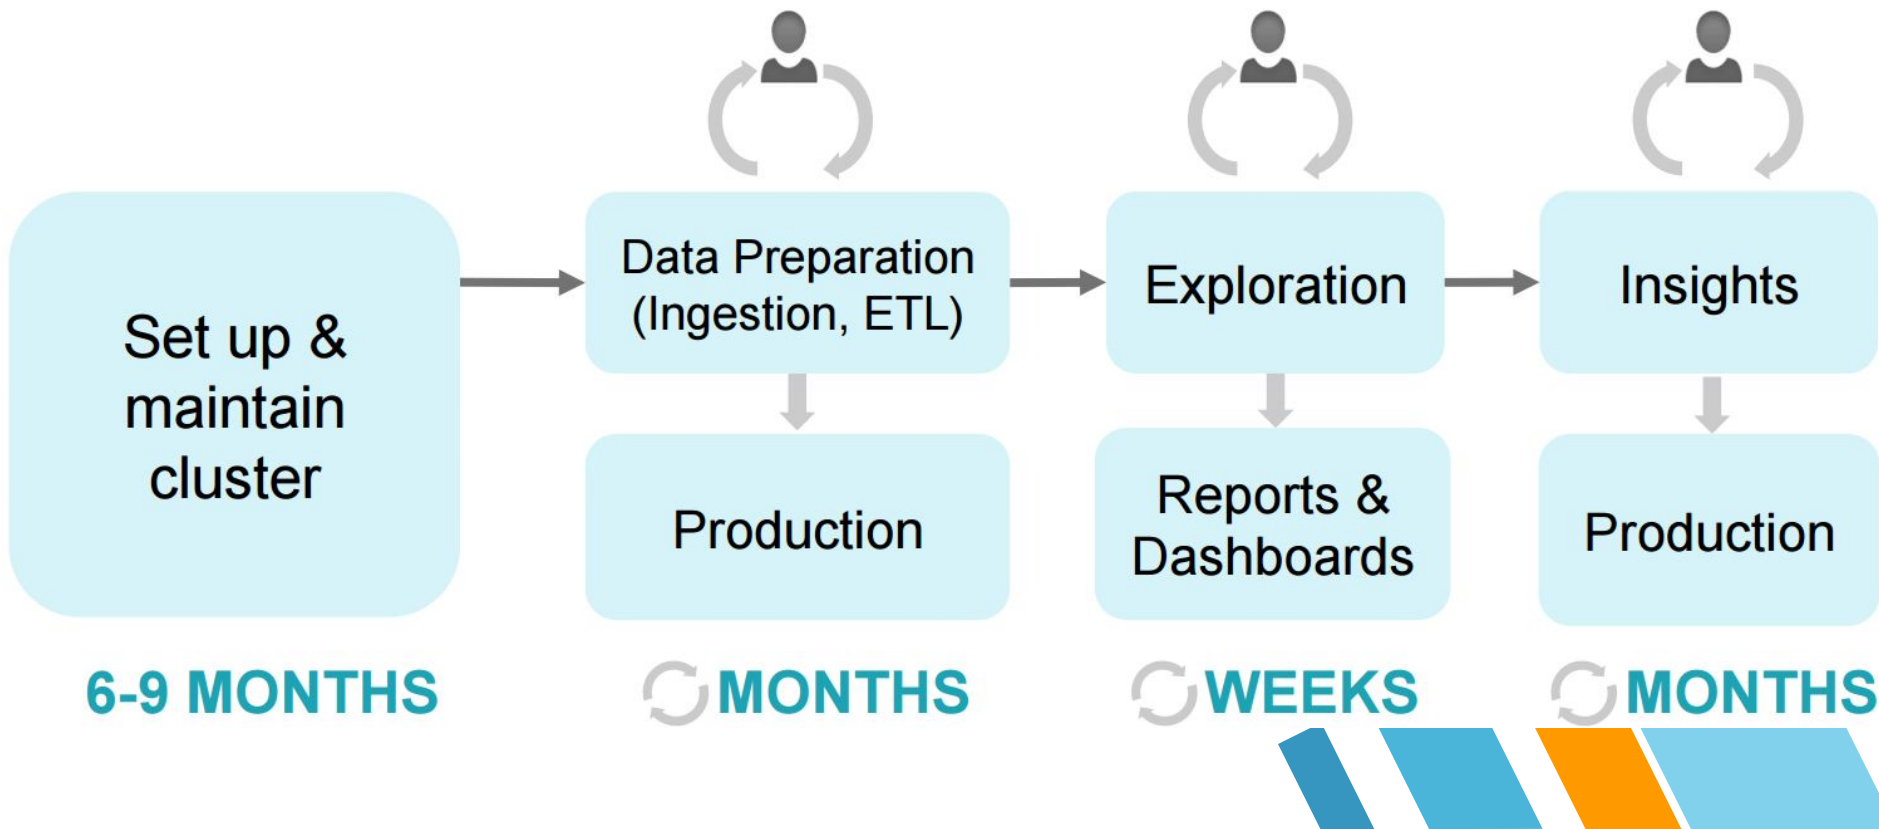 Set up &
maintain
cluster
Data Preparation
(Ingestion, ETL)
Exploration
Insights
Production
Reports &
Dashboards
Production
6-9 MONTHS
MONTHS
WEEKS
MONTHS